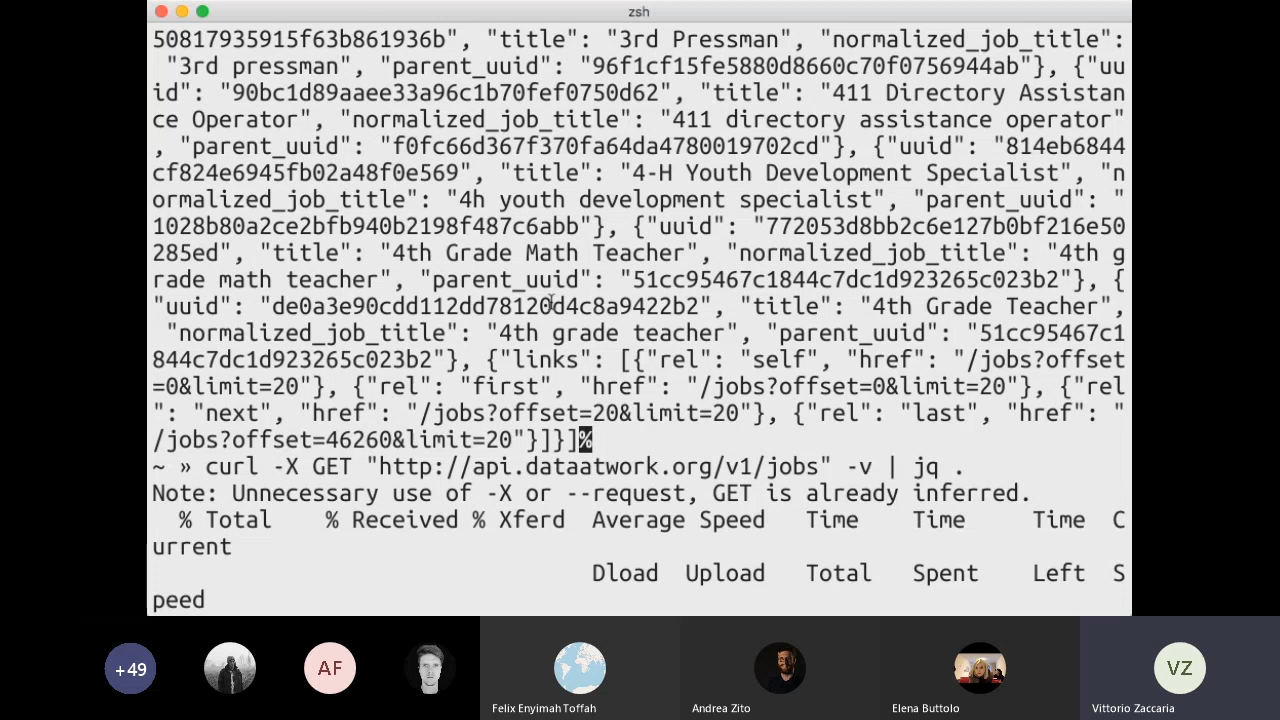 zsh
50817935915f63b861936b", "title": "3rd Pressman", "normalized_job_title":
"3rd pressman", "parent_uuid": "96f1cf15fe5880d8660c70f0756944ab"}, {"uu
id": "90bc1d89aaee33a96c1b70fef0750d62", "title": "411 Directory Assistan
ce Operator", "normalized_job_title": "411 directory assistance operator"
, "parent_uuid": "f0fc66d367f370fa64da4780019702cd"}, {"uuid": "814eb6844
cf824e6945fb02a48f0e569", "title": "4-H Youth Development Specialist", "n
ormalized_job_title": "4h youth development specialist", "parent_uuid": "
1028b80a2ce2bfb940b2198f487c6abb"}, {"uuid": "772053d8bb2c6e127b0bf216e50
285ed", "title": "4th Grade Math Teacher", "normalized_job_title": "4th g
rade math teacher", "parent_uuid": "51cc95467c1844c7dc1d923265c023b2"}, {
"uuid": "de0a3e90cdd112dd78120d4c8a9422b2", "title": "4th Grade Teacher",
"normalized_job_title": "4th grade teacher", "parent_uuid": "51cc95467c1
844c7dc1d923265c023b2"}, {"links": [{"rel": "self", "href": "/jobs?offset
=0&limit=20"}, {"rel": "first", "href": "/jobs?offset=0&limit=20"}, {"rel
": "next", "href": "/jobs?offset=20&limit=20"}, {"rel": "last", "href": "
/jobs?offset=46260&limit=20"}]}]%
~ » curl -X GET "http://api.dataatwork.org/v1/jobs" -v | jq .
Note: Unnecessary use of -X or --request, GET is already inferred.
% Total % Received % Xferd Average Speed Time Time Time C
urrent
Dload Upload Total Spent Left S
peed
+49
AF
VZ
Felix Enyimah Toffah
Andrea Zito
Elena Buttolo
Vittorio Zaccaria